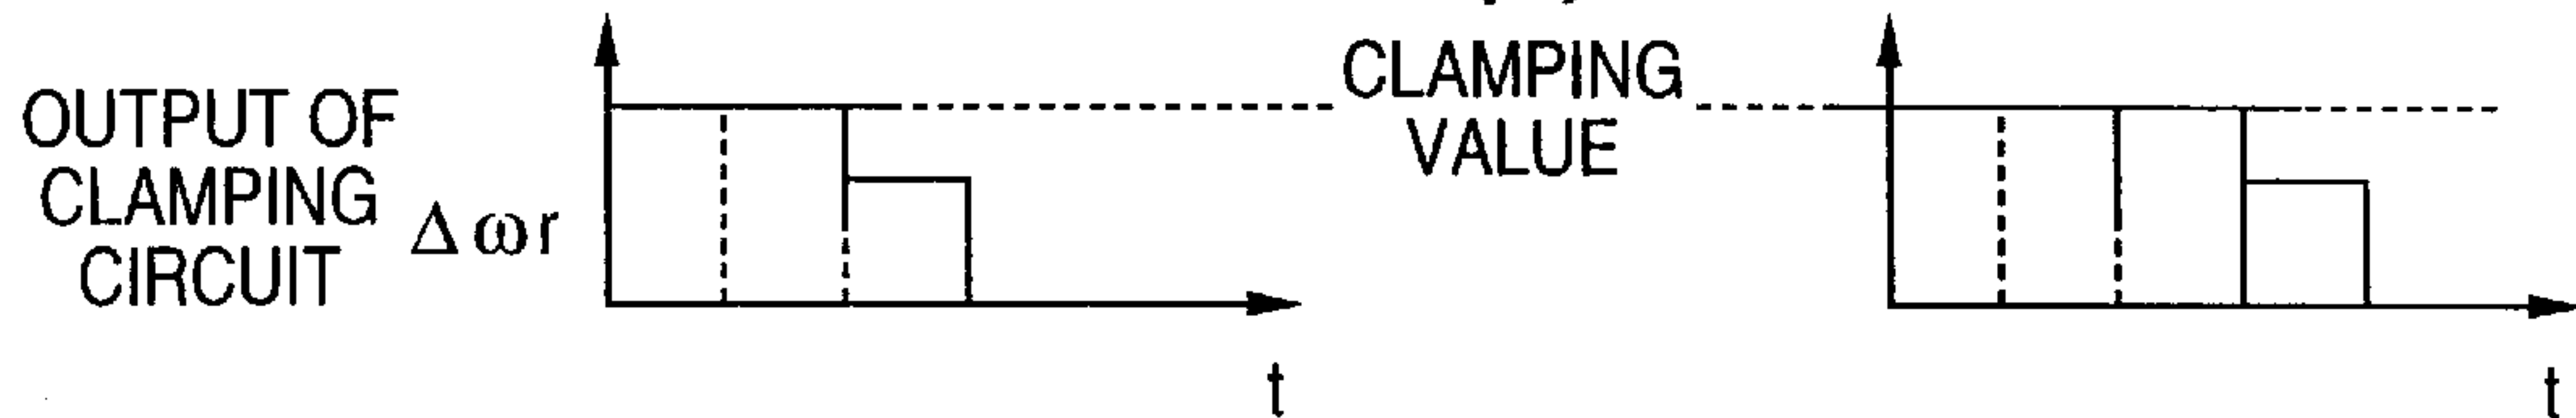 OUTPUT OF
CLAMPING
CIRCUIT
Δωr
CLAMPING
VALUE
t
t